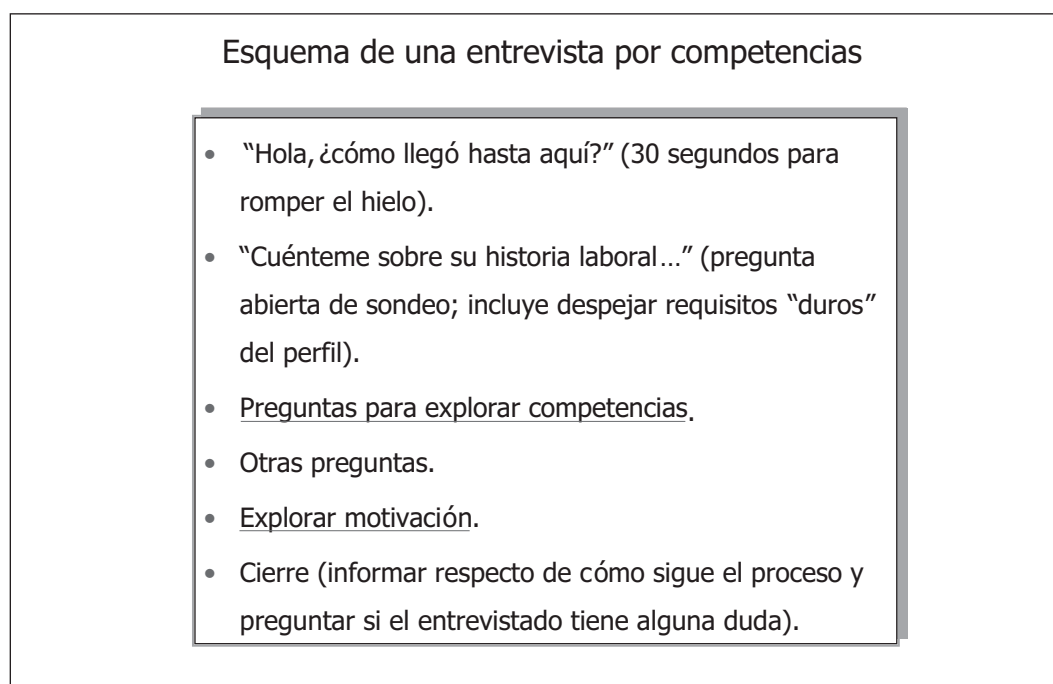 Esquema de una entrevista por competencias
• “Hola, ¿cómo llegó hasta aquí?” (30 segundos para
romper el hielo).
• “Cuénteme sobre su historia laboral...” (pregunta
abierta de sondeo; incluye despejar requisitos “duros”
del perfil).
• Preguntas para explorar competencias.
• Otras preguntas.
• Explorar motivación.
• Cierre (informar respecto de cómo sigue el proceso y
preguntar si el entrevistado tiene alguna duda).